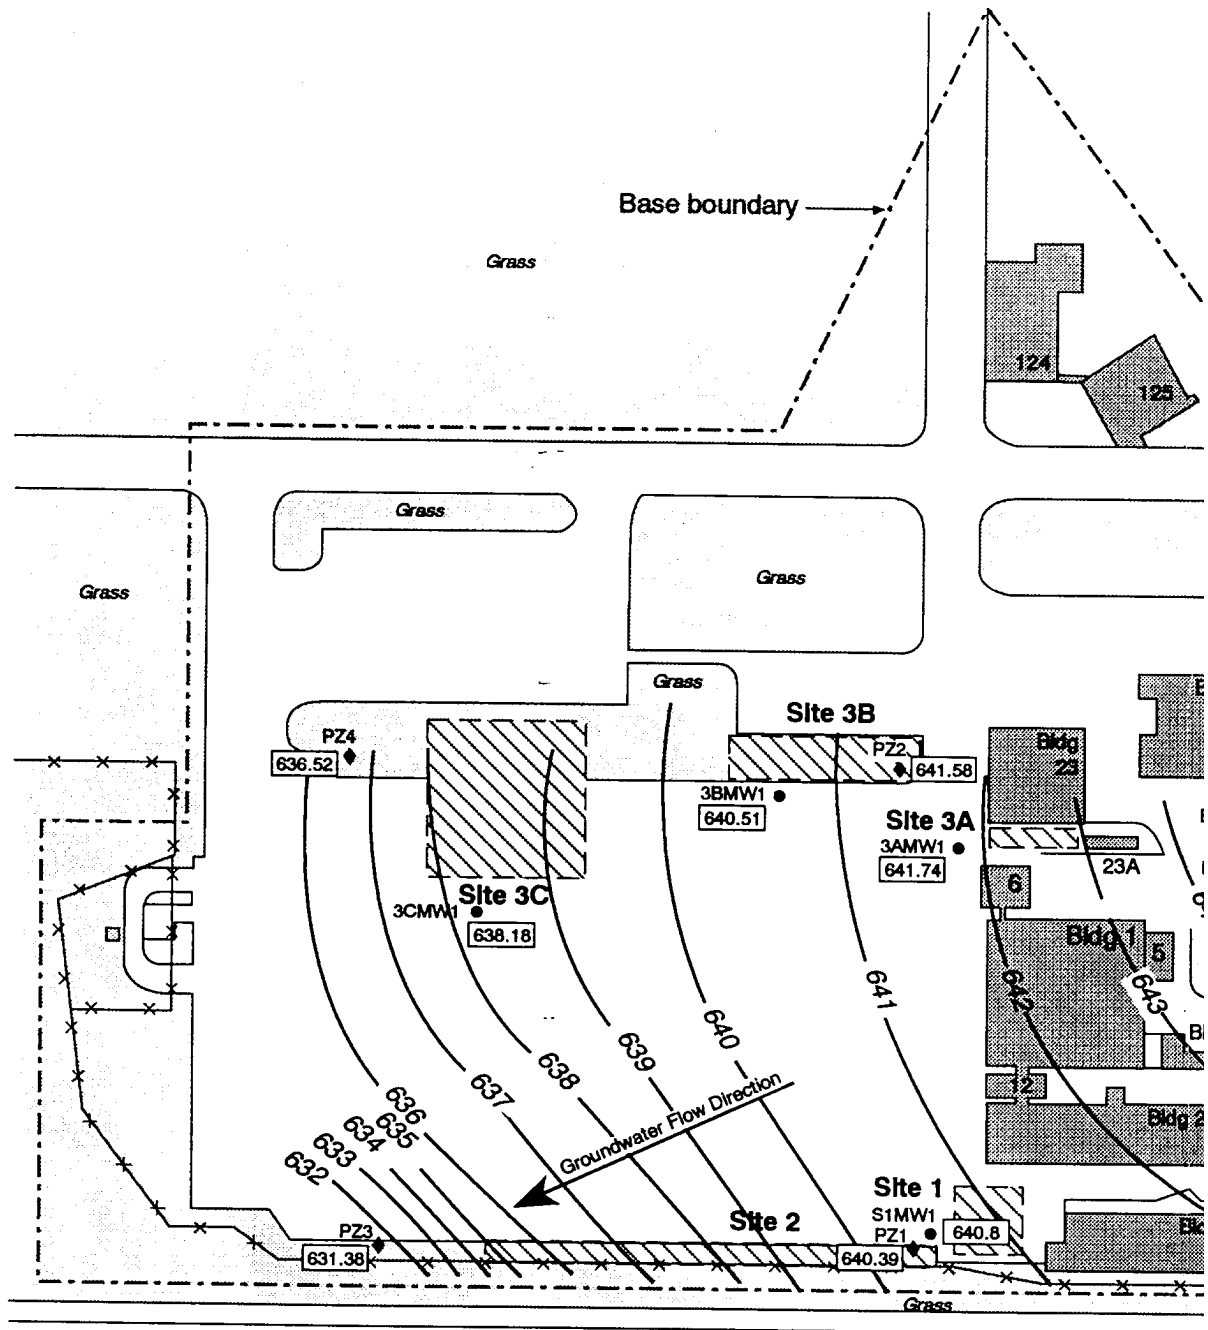 Base boundary
Grass
124
125
Grass
Grass
Grass
Grass
Site 3B
PZ4
636.52
PZ2
641.58
Bldg
23
3BMW1
640.51
Site 3A
3AMW1
641.74
23A
6
Site 3C
3CMW1
638.18
Bldg 1
5
641
642
643
640
639
638
637
636
635
634
633
632
12
Bldg 2
Groundwater Flow Direction
Site 1
S1MW1
PZ1
640.8
Site 2
PZ3
631.38
640.39
Grass